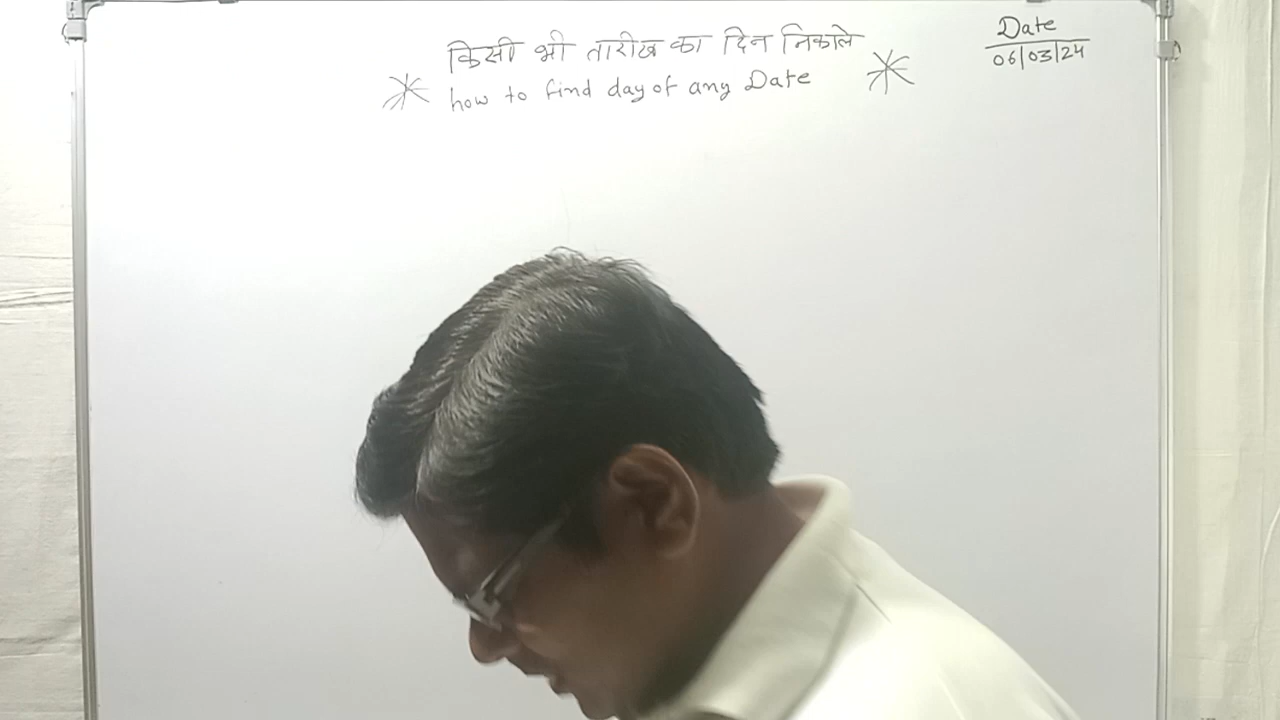 किसी भी तारीख का दिन निकाले
how to find day of any Date
Date
06/03/24